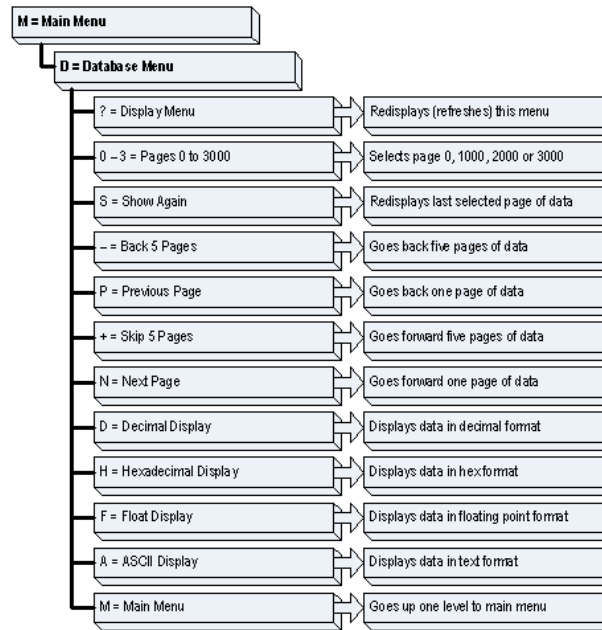 M = Main Menu
D = Database Menu
? = Display Menu Redisplays (refreshes) this menu
0 – 3 = Pages 0 to 3000 Selects page 0, 1000, 2000 or 3000
S = Show Again Redisplays last selected page of data
– = Back 5 Pages Goes back five pages of data
P = Previous Page Goes back one page of data
+ = Skip 5 Pages Goes forward five pages of data
N = Next Page Goes forward one page of data
D = Decimal Display Displays data in decimal format
H = Hexadecimal Display Displays data in hex format
F = Float Display Displays data in floating point format
A = ASCII Display Displays data in text format
M = Main Menu Goes up one level to main menu